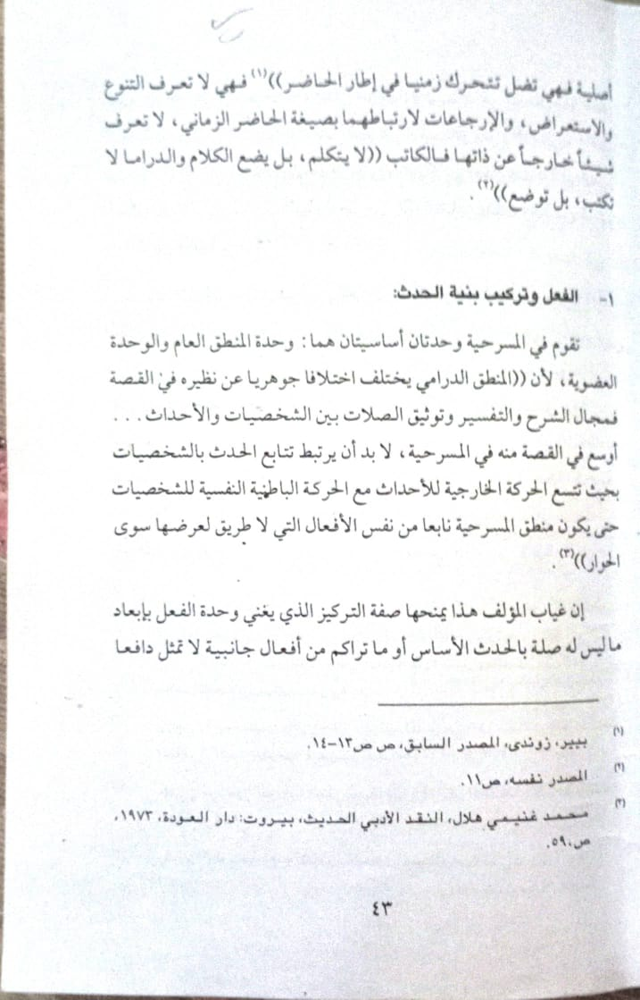 أصلية فهي تضل تتحرك زمنيا في إطار الحاضر))(١) فهي لا تعرف التنوع
والاستعراض، والإرجاعات لارتباطهما بصيغة الحاضر الزماني، لا تعرف
شيئاً خارجاً عن ذاتها فالكاتب ((لا يتكلم، بل يضع الكلام والدراما لا
تكتب، بل توضع))(٢).
١- الفعل وتركيب بنية الحدث:
تقوم في المسرحية وحدتان أساسيتان هما: وحدة المنطق العام والوحدة
العضوية، لأن ((المنطق الدرامي يختلف اختلافا جوهريا عن نظيره في القصة
فمجال الشرح والتفسير وتوثيق الصلات بين الشخصيات والأحداث ...
أوسع في القصة منه في المسرحية، لا بد أن يرتبط تتابع الحدث بالشخصيات
بحيث تتسع الحركة الخارجية للأحداث مع الحركة الباطنية النفسية للشخصيات
حتى يكون منطق المسرحية نابعا من نفس الأفعال التي لا طريق لعرضها سوى
الحوار))(٣).
إن غياب المؤلف هذا يمنحها صفة التركيز الذي يغني وحدة الفعل بإبعاد
ما ليس له صلة بالحدث الأساس أو ما تراكم من أفعال جانبية لا تمثل دافعا
(١) بيير، زوندى، المصدر السابق، ص ص١٣-١٤.
(٢) المصدر نفسه، ص١١.
(٣) محمد غنيمي هلال، النقد الأدبي الحديث، بيروت: دار العودة، ١٩٧٣،
ص٥٩.
٤٣